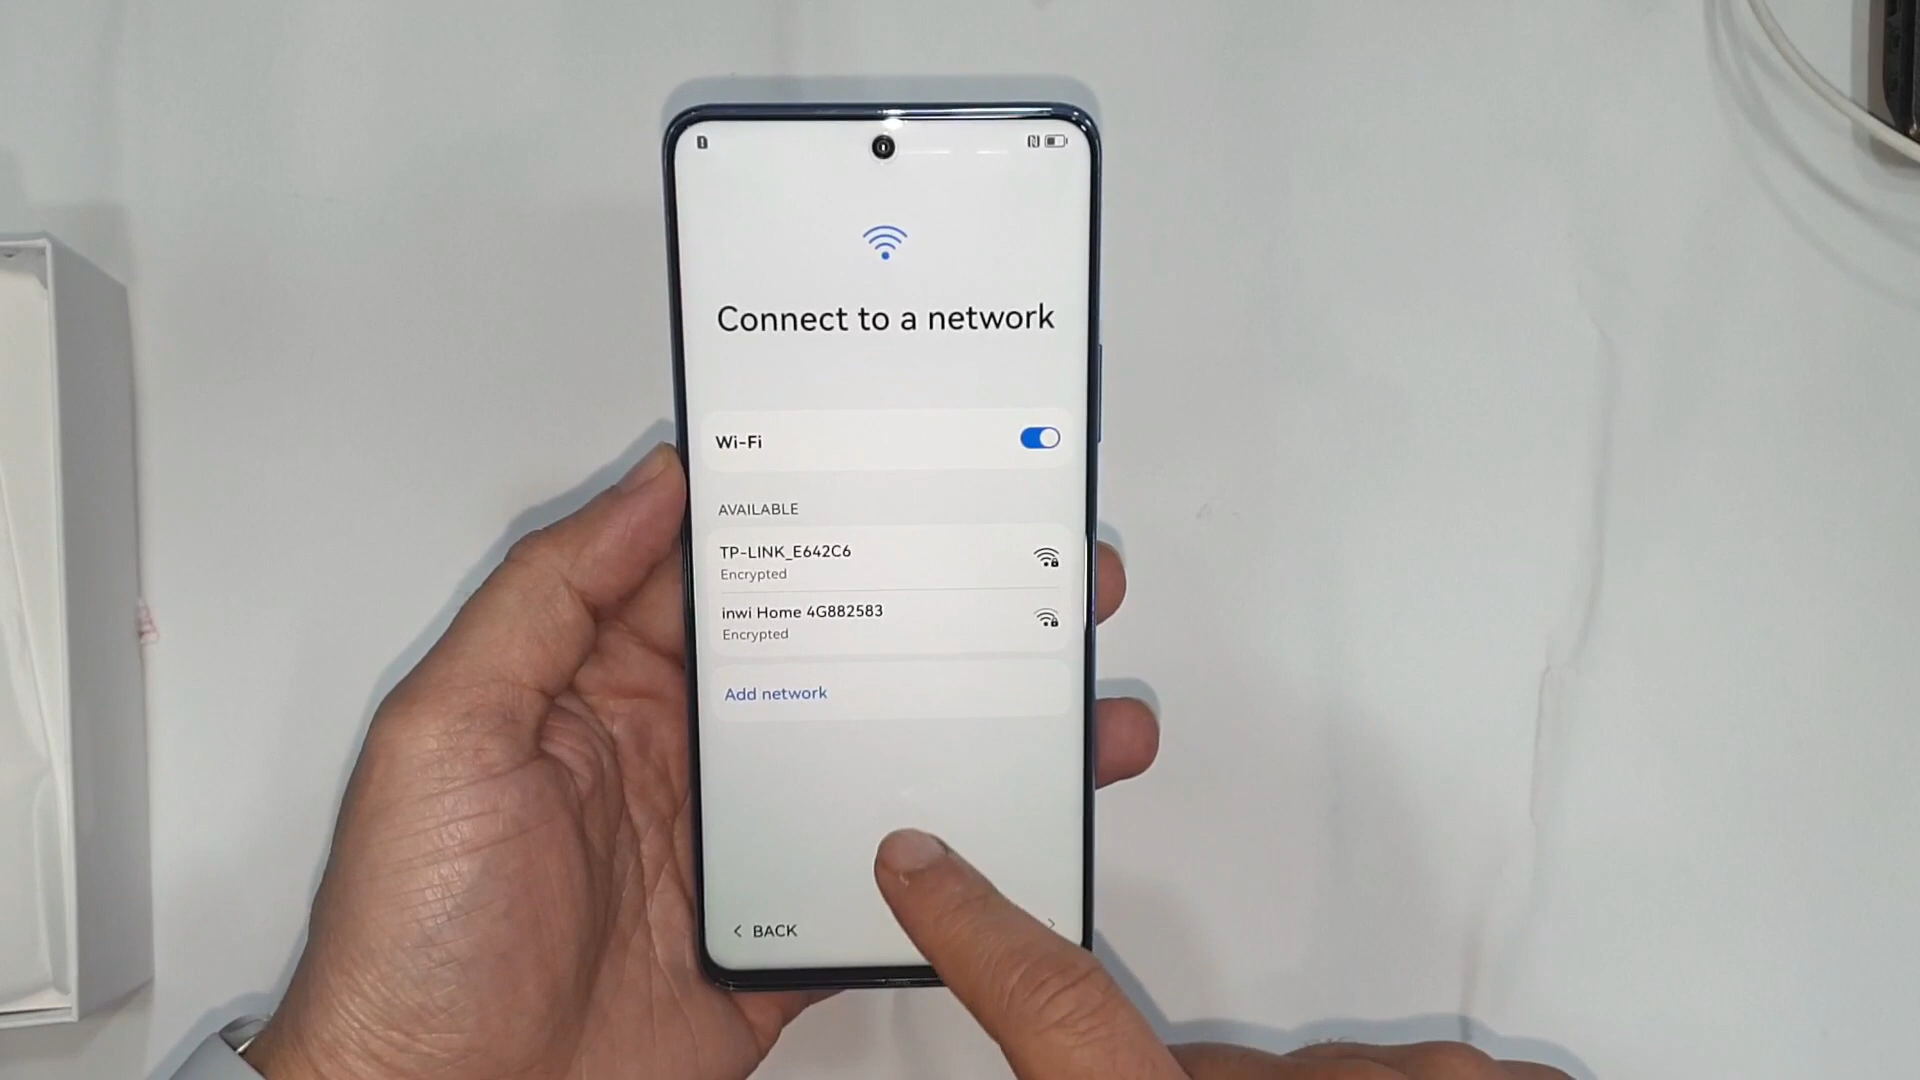 Connect to a network
Wi-Fi
AVAILABLE
TP-LINK_E642C6
Encrypted
inwi Home 4G882583
Encrypted
Add network
< BACK